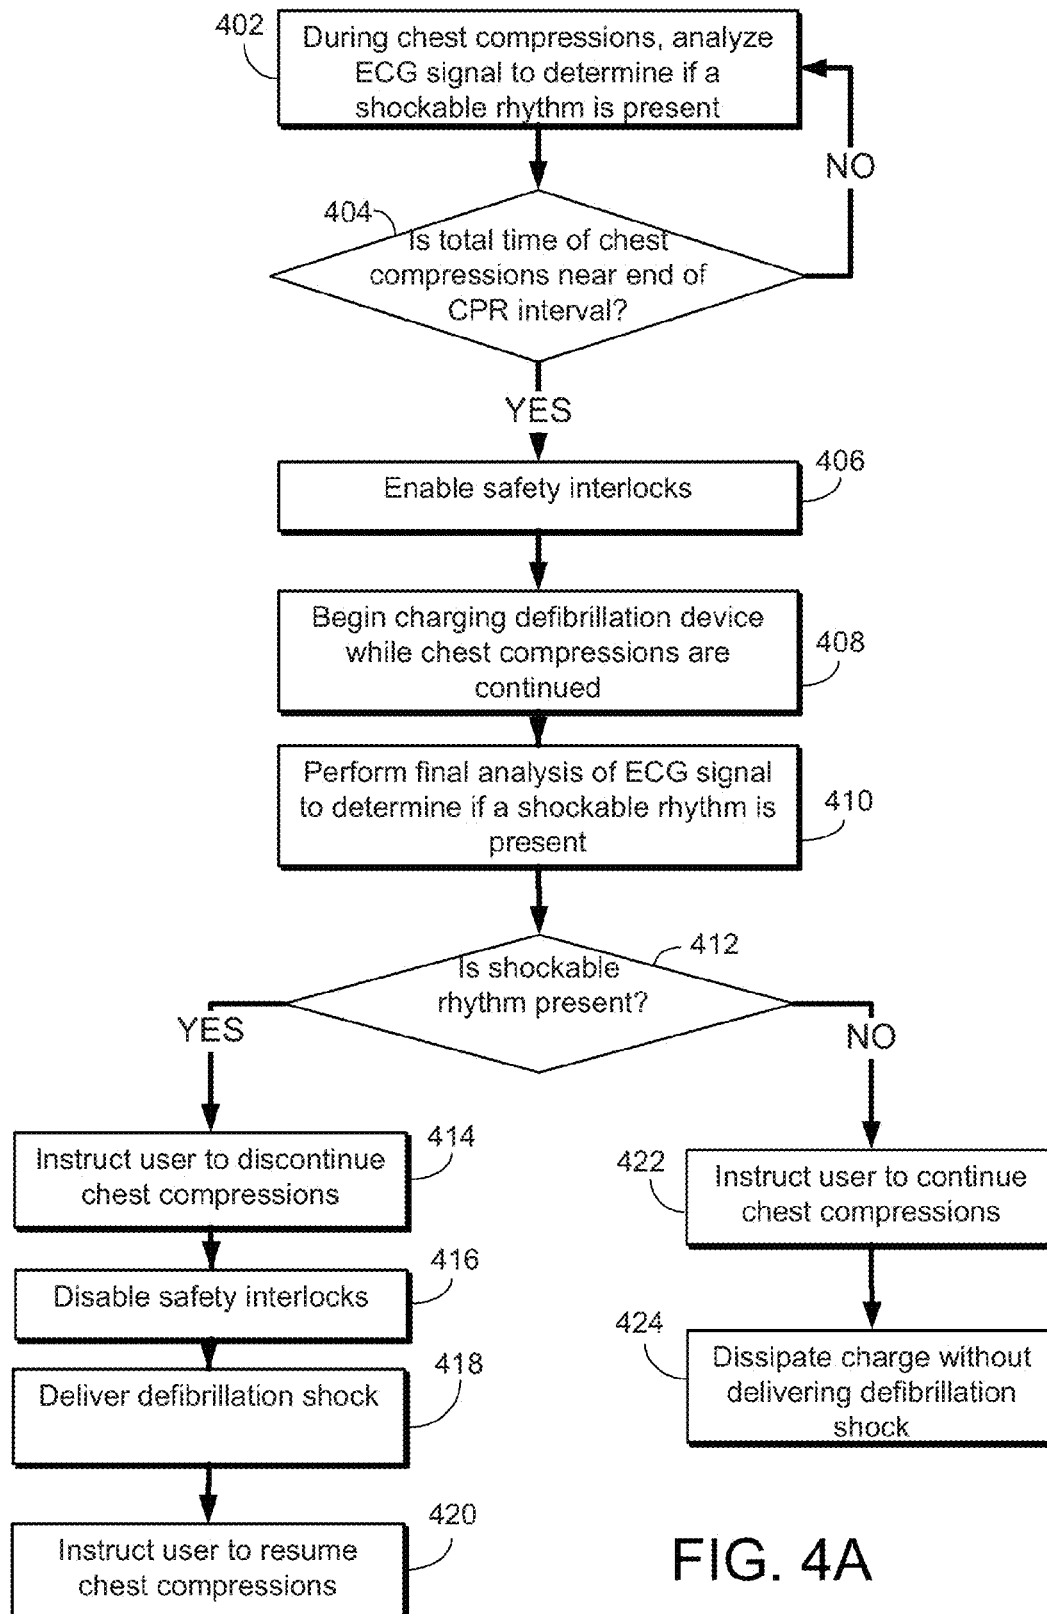 402
During chest compressions, analyze
ECG signal to determine if a
shockable rhythm is present
NO
404
Is total time of chest
compressions near end of
CPR interval?
YES
406
Enable safety interlocks
Begin charging defibrillation device
while chest compressions are
continued
408
Perform final analysis of ECG signal
to determine if a shockable rhythm is
present
410
412
Is shockable
rhythm present?
YES
NO
414
Instruct user to discontinue
chest compressions
422
Instruct user to continue
chest compressions
416
Disable safety interlocks
418
Deliver defibrillation shock
424
Dissipate charge without
delivering defibrillation
shock
420
Instruct user to resume
chest compressions
FIG. 4A